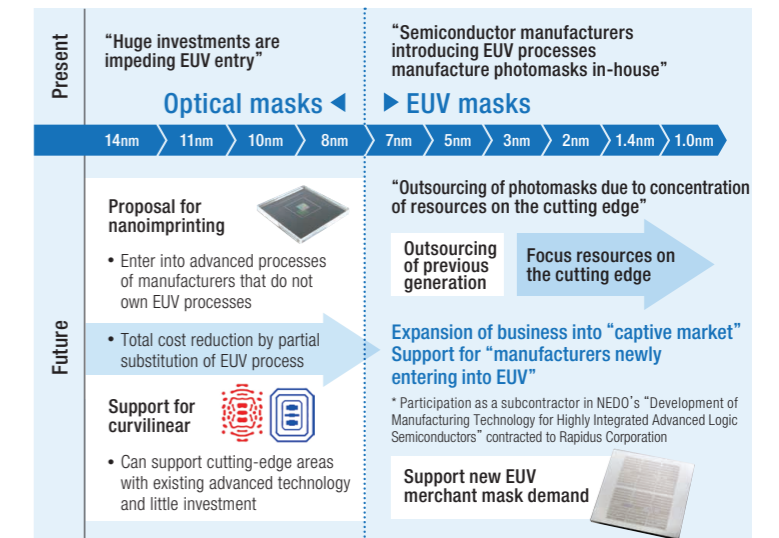 Present
“Huge investments are
impeding EUV entry”
“Semiconductor manufacturers
introducing EUV processes
manufacture photomasks in-house”
Optical masks ◀
▶ EUV masks
14nm
11nm
10nm
8nm
7nm
5nm
3nm
2nm
1.4nm
1.0nm
Future
Proposal for
nanoimprinting
• Enter into advanced processes
of manufacturers that do not
own EUV processes
• Total cost reduction by partial
substitution of EUV process
Support for
curvilinear
• Can support cutting-edge areas
with existing advanced technology
and little investment
“Outsourcing of photomasks due to concentration
of resources on the cutting edge”
Outsourcing
of previous
generation
Focus resources on
the cutting edge
Expansion of business into “captive market”
Support for “manufacturers newly
entering into EUV”
* Participation as a subcontractor in NEDO’s “Development of
Manufacturing Technology for Highly Integrated Advanced Logic
Semiconductors” contracted to Rapidus Corporation
Support new EUV
merchant mask demand